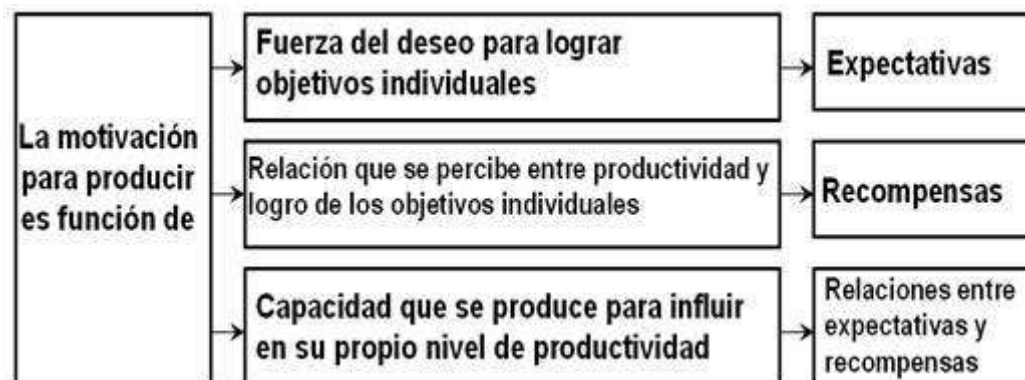 La motivación
para producir
es función de
Fuerza del deseo para lograr
objetivos individuales
Expectativas
Relación que se percibe entre productividad y
logro de los objetivos individuales
Recompensas
Capacidad que se produce para influir
en su propio nivel de productividad
Relaciones entre
expectativas y
recompensas